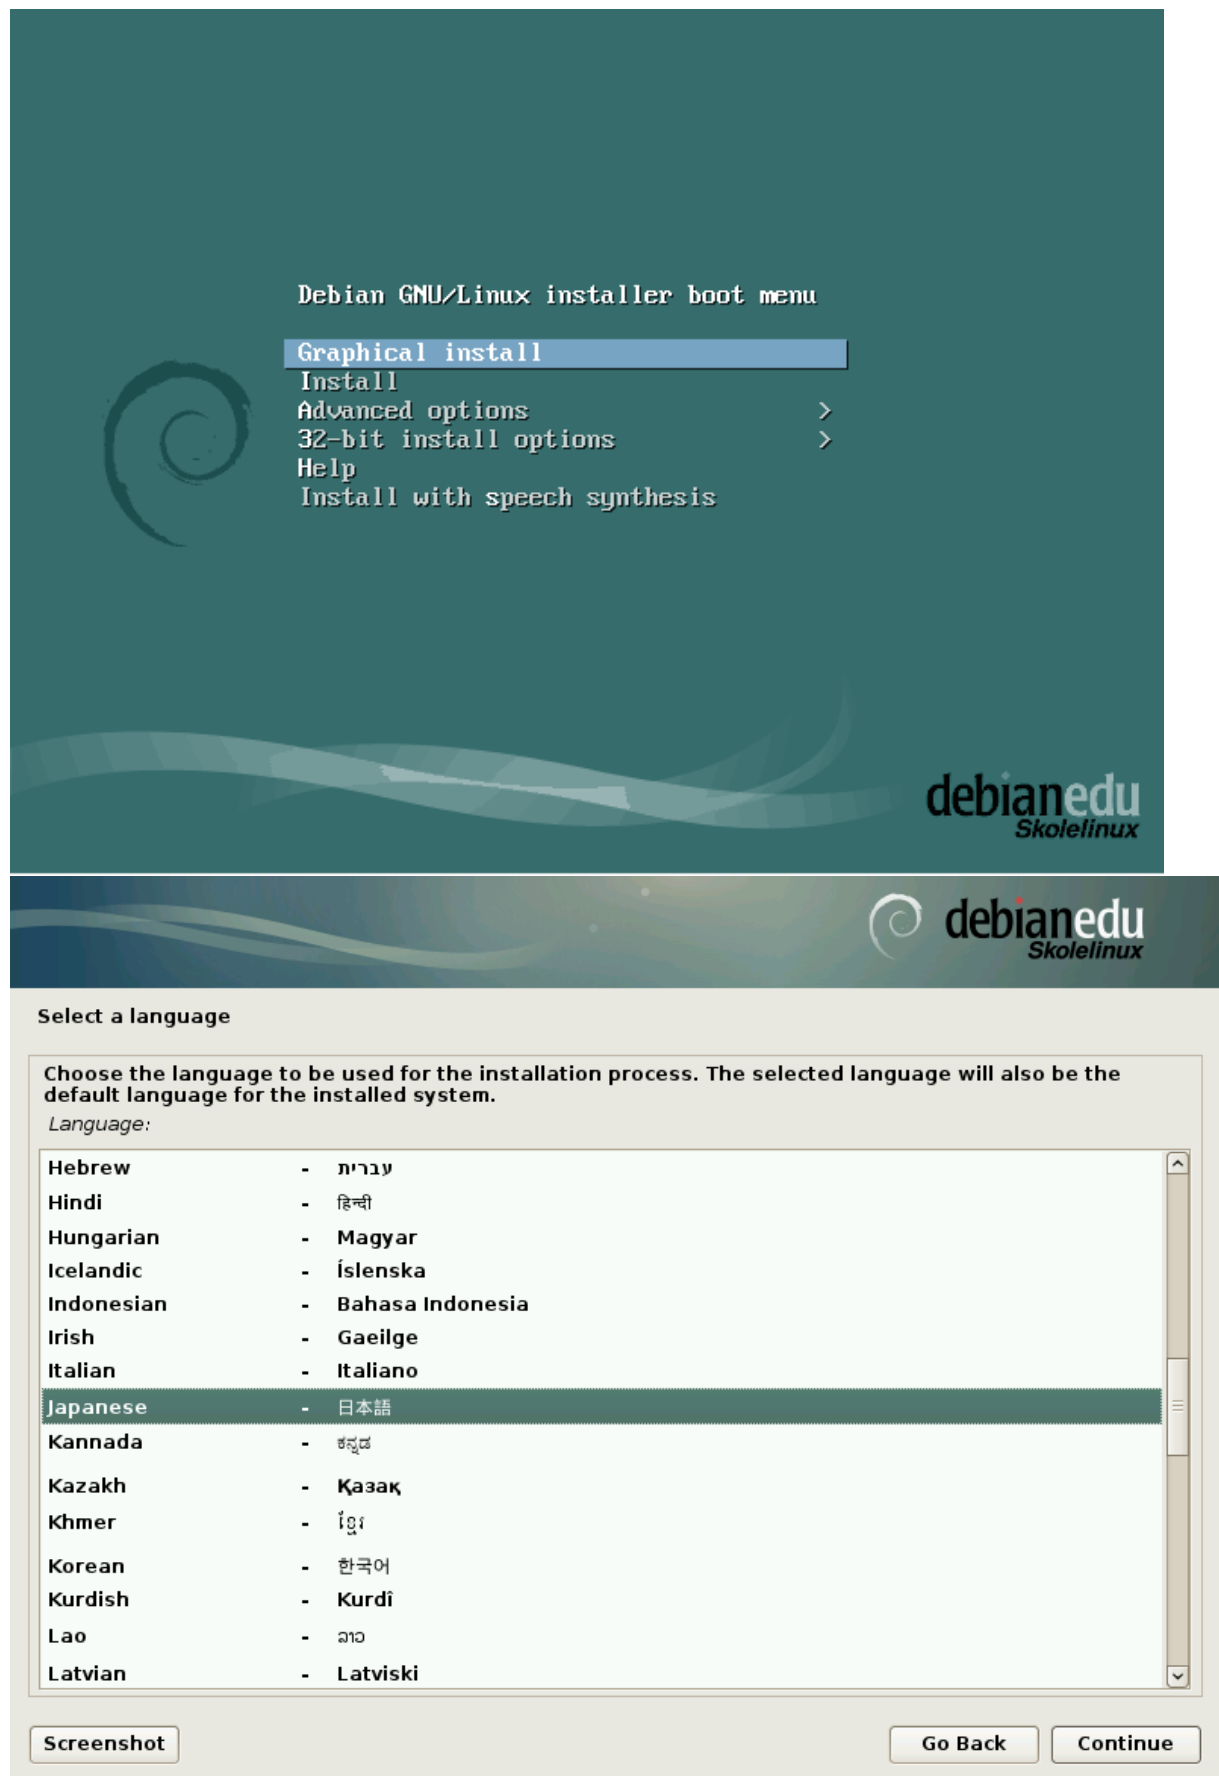 Debian GNU/Linux installer boot menu
Graphical install
Install
Advanced options >
32-bit install options >
Help
Install with speech synthesis
debianedu
Skolelinux
debianedu
Skolelinux
Select a language
Choose the language to be used for the installation process. The selected language will also be the
default language for the installed system.
Language:
Hebrew - עברית
Hindi - हिन्दी
Hungarian - Magyar
Icelandic - Íslenska
Indonesian - Bahasa Indonesia
Irish - Gaeilge
Italian - Italiano
Japanese - 日本語
Kannada - ಕನ್ನಡ
Kazakh - Қазақ
Khmer - ខ្មែរ
Korean - 한국어
Kurdish - Kurdî
Lao - ລາວ
Latvian - Latviski
Screenshot Go Back Continue